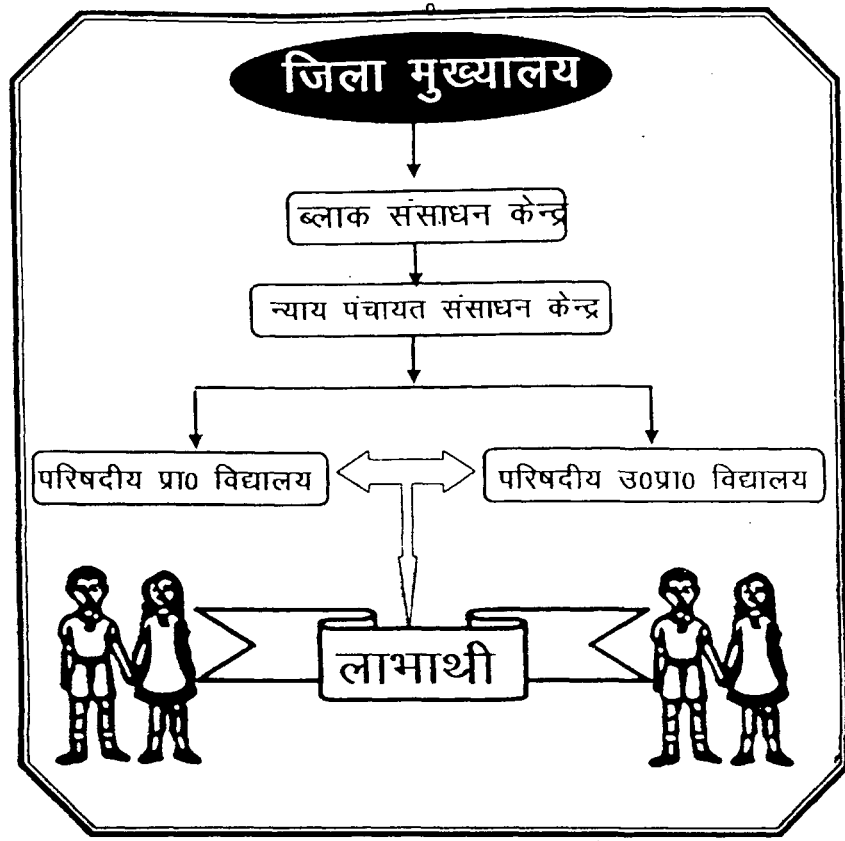 जिला मुख्यालय
ब्लाक संसाधन केन्द्र
न्याय पंचायत संसाधन केन्द्र
परिषदीय प्रा0 विद्यालय
परिषदीय उ0प्रा0 विद्यालय
लाभाथी